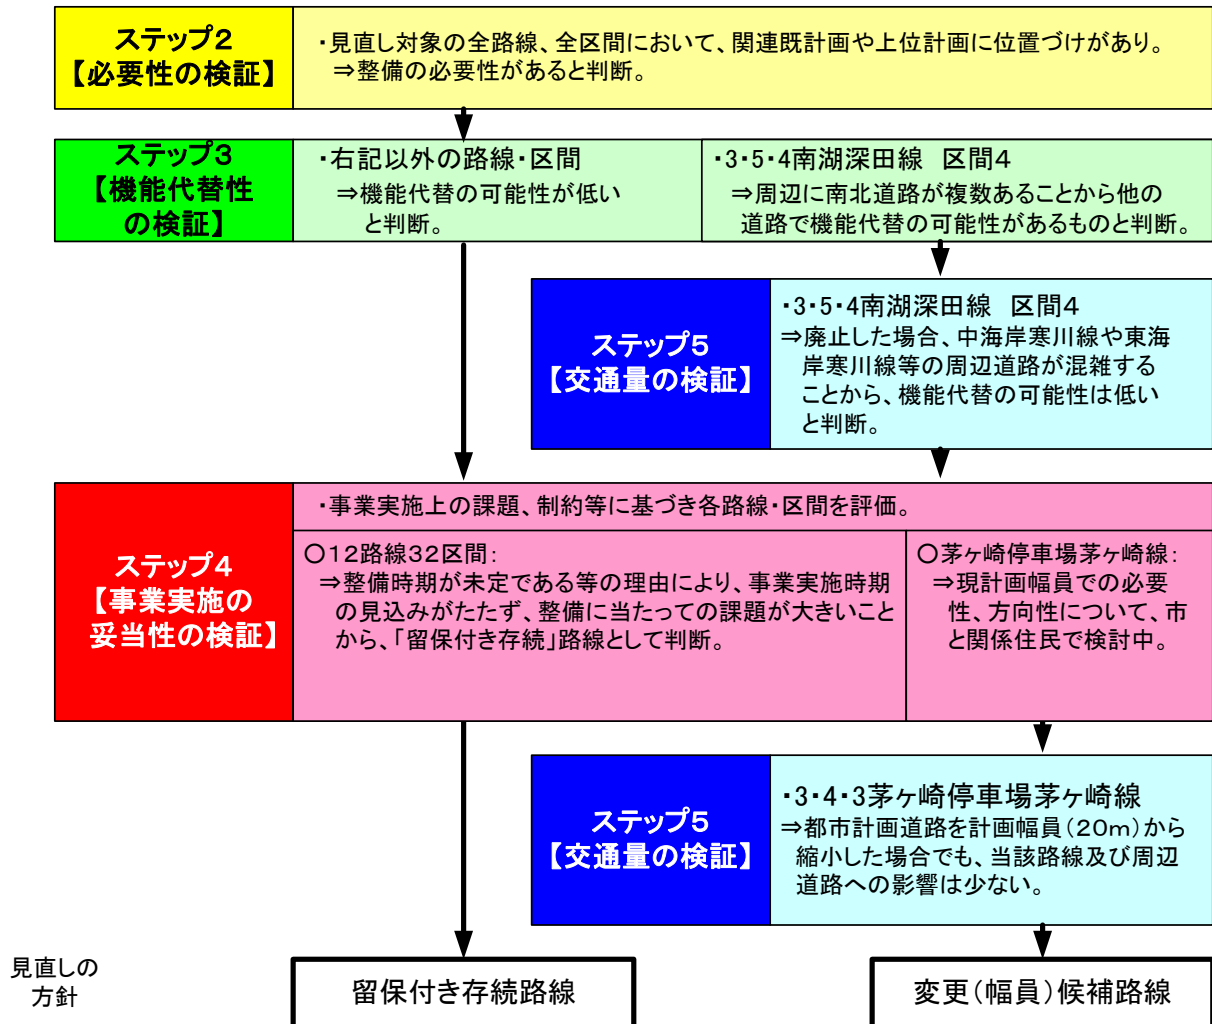 ステップ2
【必要性の検証】
・見直し対象の全路線、全区間において、関連既計画や上位計画に位置づけがあり。
⇒整備の必要性があると判断。
ステップ3
【機能代替性
の検証】
・右記以外の路線・区間
⇒機能代替の可能性が低い
と判断。
・3・5・4南湖深田線 区間4
⇒周辺に南北道路が複数あることから他の
道路で機能代替の可能性があるものと判断。
ステップ5
【交通量の検証】
・3・5・4南湖深田線 区間4
⇒廃止した場合、中海岸寒川線や東海
岸寒川線等の周辺道路が混雑する
ことから、機能代替の可能性は低い
と判断。
ステップ4
【事業実施の
妥当性の検証】
・事業実施上の課題、制約等に基づき各路線・区間を評価。
○12路線32区間：
⇒整備時期が未定である等の理由により、事業実施時期
の見込みがたたず、整備に当たっての課題が大きいこと
から、「留保付き存続」路線として判断。
○茅ヶ崎停車場茅ヶ崎線：
⇒現計画幅員での必要
性、方向性について、市
と関係住民で検討中。
ステップ5
【交通量の検証】
・3・4・3茅ヶ崎停車場茅ヶ崎線
⇒都市計画道路を計画幅員（20m）から
縮小した場合でも、当該路線及び周辺
道路への影響は少ない。
見直しの
方針
留保付き存続路線
変更（幅員）候補路線